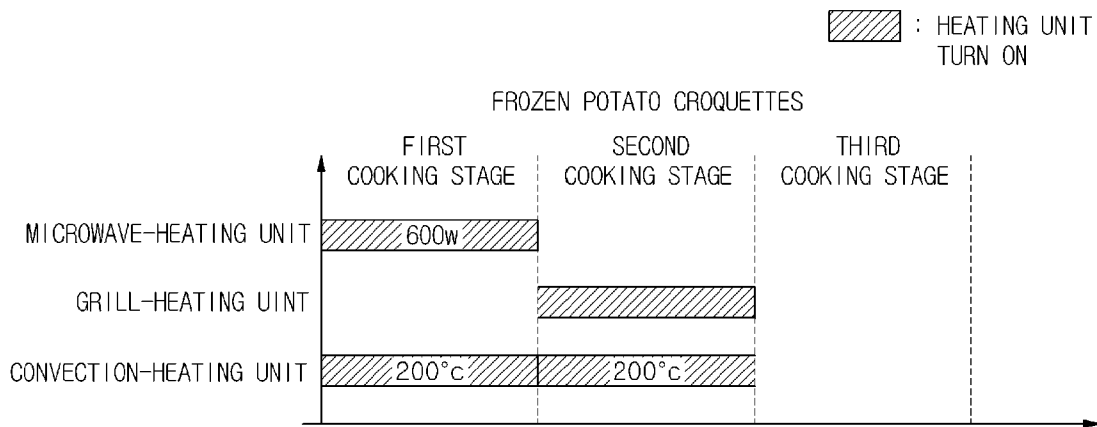 : HEATING UNIT
TURN ON
FROZEN POTATO CROQUETTES
FIRST
COOKING STAGE
SECOND
COOKING STAGE
THIRD
COOKING STAGE
MICROWAVE-HEATING UNIT
600w
GRILL-HEATING UINT
CONVECTION-HEATING UNIT
200°c
200°c